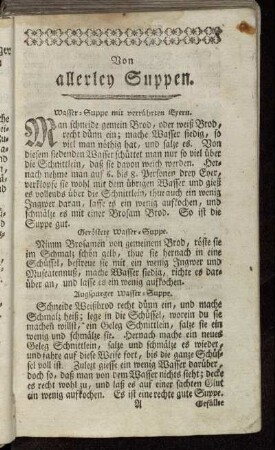 Von
allerley Suppen.
Wasser-Suppe mit verrührten Eyren.
Man schneide gemein Brod, oder weiß Brod,
recht dünn ein; mache Wasser siedig, so
viel man nöthig hat, und salze es. Von
diesem siedenden Wasser schüttet man nur so viel über
die Schnittlein, daß sie davon weich werden. Her-
nach nehme man auf 6. bis 8. Personen drey Eyer,
verklopfe sie wohl mit dem übrigen Wasser und gieß
es vollends über die Schnittlein, thue auch ein wenig
Ingwer daran, lasse es ein wenig aufkochen, und
schmälze es mit einer Brosam Brod. So ist die
Suppe gut.
Geröstete Wasser-Suppe.
Nimm Brosamen von gemeinem Brod, röste sie
im Schmalz schön gelb, thue sie hernach in eine
Schüssel, bestreue sie mit ein wenig Ingwer und
Muscatennuß, mache Wasser siedig, richte es dar-
über an, und lasse es ein wenig aufkochen.
Augspurger Wasser-Suppe.
Schneide Weißbrod recht dünn ein, und mache
Schmalz heiß; lege in die Schüssel, worein du sie
machen willst, ein Geleg Schnittlein, salze sie ein
wenig und schmälze sie. Hernach mache ein neues
Geleg Schnittlein, salze und schmälze es wieder,
und fahre auf diese Weise fort, bis die ganze Schüs-
sel voll ist. Zulezt giesse ein wenig Wasser darüber,
doch so, daß man von dem Wasser nichts sieht; decke
es recht wohl zu, und laß es auf einer sachten Glut
ein wenig aufkochen. Es ist eine rechte gute Suppe.
A Gefüllte